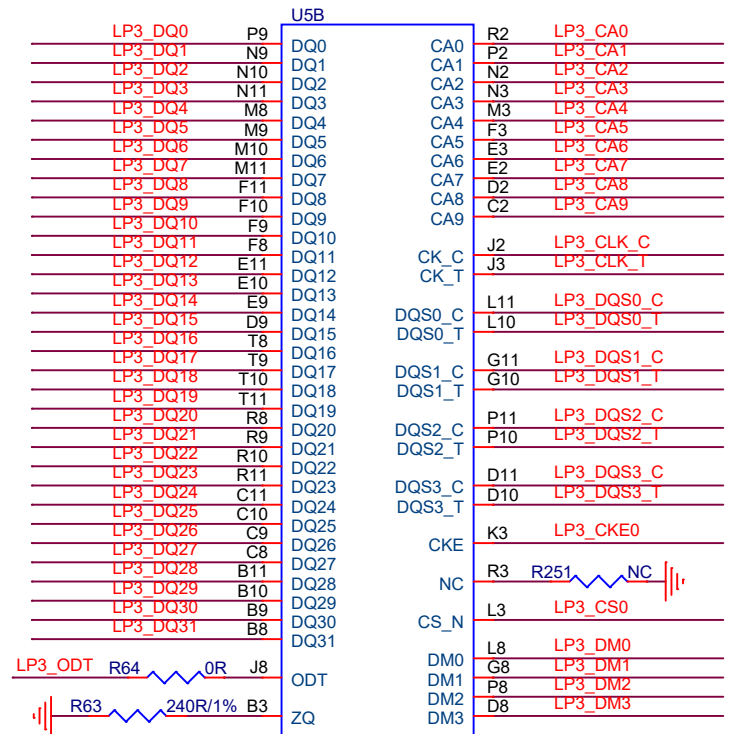 U5B
LP3_DQ0 P9 DQ0 CA0 R2 LP3_CA0
LP3_DQ1 N9 DQ1 CA1 P2 LP3_CA1
LP3_DQ2 N10 DQ2 CA2 N2 LP3_CA2
LP3_DQ3 N11 DQ3 CA3 N3 LP3_CA3
LP3_DQ4 M8 DQ4 CA4 M3 LP3_CA4
LP3_DQ5 M9 DQ5 CA5 F3 LP3_CA5
LP3_DQ6 M10 DQ6 CA6 E3 LP3_CA6
LP3_DQ7 M11 DQ7 CA7 E2 LP3_CA7
LP3_DQ8 F11 DQ8 CA8 D2 LP3_CA8
LP3_DQ9 F10 DQ9 CA9 C2 LP3_CA9
LP3_DQ10 F9 DQ10
LP3_DQ11 F8 DQ11 CK_C J2 LP3_CLK_C
LP3_DQ12 E11 DQ12 CK_T J3 LP3_CLK_T
LP3_DQ13 E10 DQ13
LP3_DQ14 E9 DQ14 DQS0_C L11 LP3_DQS0_C
LP3_DQ15 D9 DQ15 DQS0_T L10 LP3_DQS0_T
LP3_DQ16 T8 DQ16
LP3_DQ17 T9 DQ17 DQS1_C G11 LP3_DQS1_C
LP3_DQ18 T10 DQ18 DQS1_T G10 LP3_DQS1_T
LP3_DQ19 T11 DQ19
LP3_DQ20 R8 DQ20 DQS2_C P11 LP3_DQS2_C
LP3_DQ21 R9 DQ21 DQS2_T P10 LP3_DQS2_T
LP3_DQ22 R10 DQ22
LP3_DQ23 R11 DQ23 DQS3_C D11 LP3_DQS3_C
LP3_DQ24 C11 DQ24 DQS3_T D10 LP3_DQS3_T
LP3_DQ25 C10 DQ25
LP3_DQ26 C9 DQ26 CKE K3 LP3_CKE0
LP3_DQ27 C8 DQ27
LP3_DQ28 B11 DQ28 NC R3 R251 NC
LP3_DQ29 B10 DQ29
LP3_DQ30 B9 DQ30 CS_N L3 LP3_CS0
LP3_DQ31 B8 DQ31
DM0 L8 LP3_DM0
LP3_ODT R64 0R J8 ODT DM1 G8 LP3_DM1
DM2 P8 LP3_DM2
R63 240R/1% B3 ZQ DM3 D8 LP3_DM3